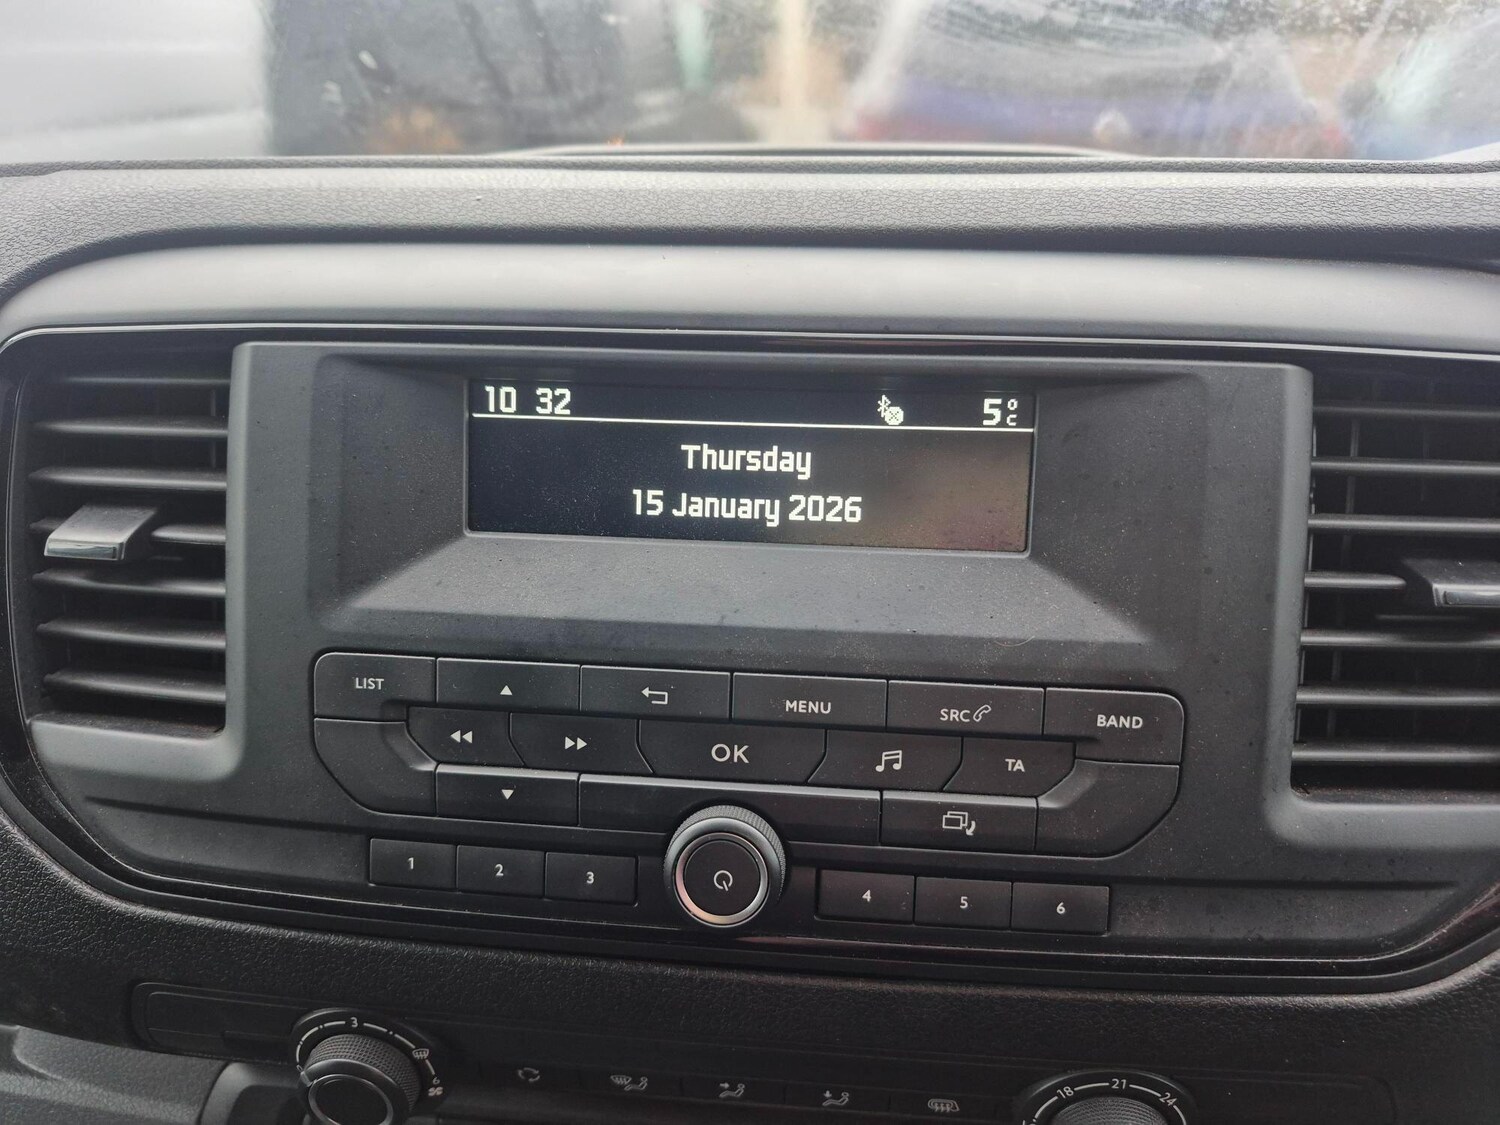 10 32 5°C
Thursday
15 January 2026
LIST
MENU
SRC
BAND
OK
TA
1 2 3 4 5 6
3
6
18 21 24